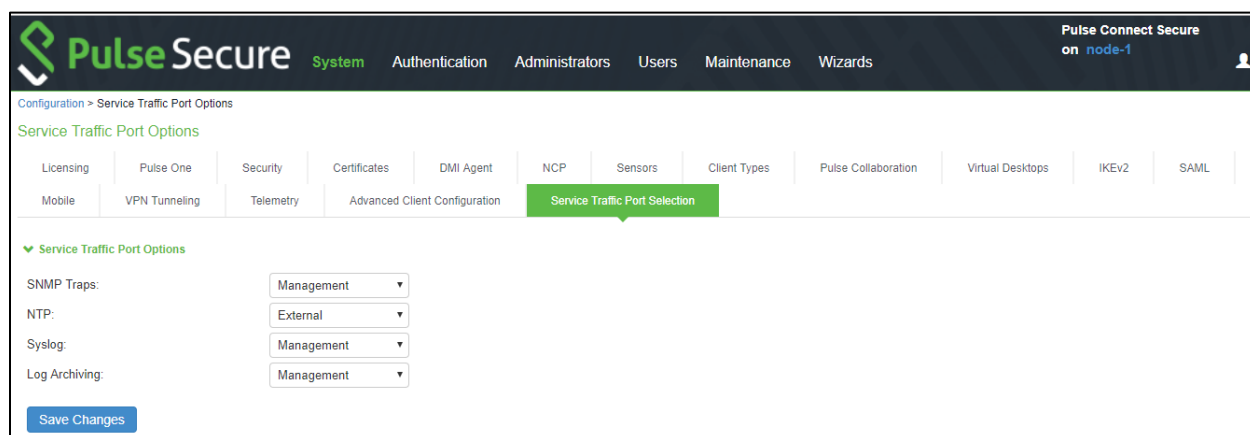 Pulse Secure
System Authentication Administrators Users Maintenance Wizards
Pulse Connect Secure
on node-1
Configuration > Service Traffic Port Options
Service Traffic Port Options
Licensing Pulse One Security Certificates DMI Agent NCP Sensors Client Types Pulse Collaboration Virtual Desktops IKEv2 SAML
Mobile VPN Tunneling Telemetry Advanced Client Configuration Service Traffic Port Selection
Service Traffic Port Options
SNMP Traps: Management
NTP: External
Syslog: Management
Log Archiving: Management
Save Changes